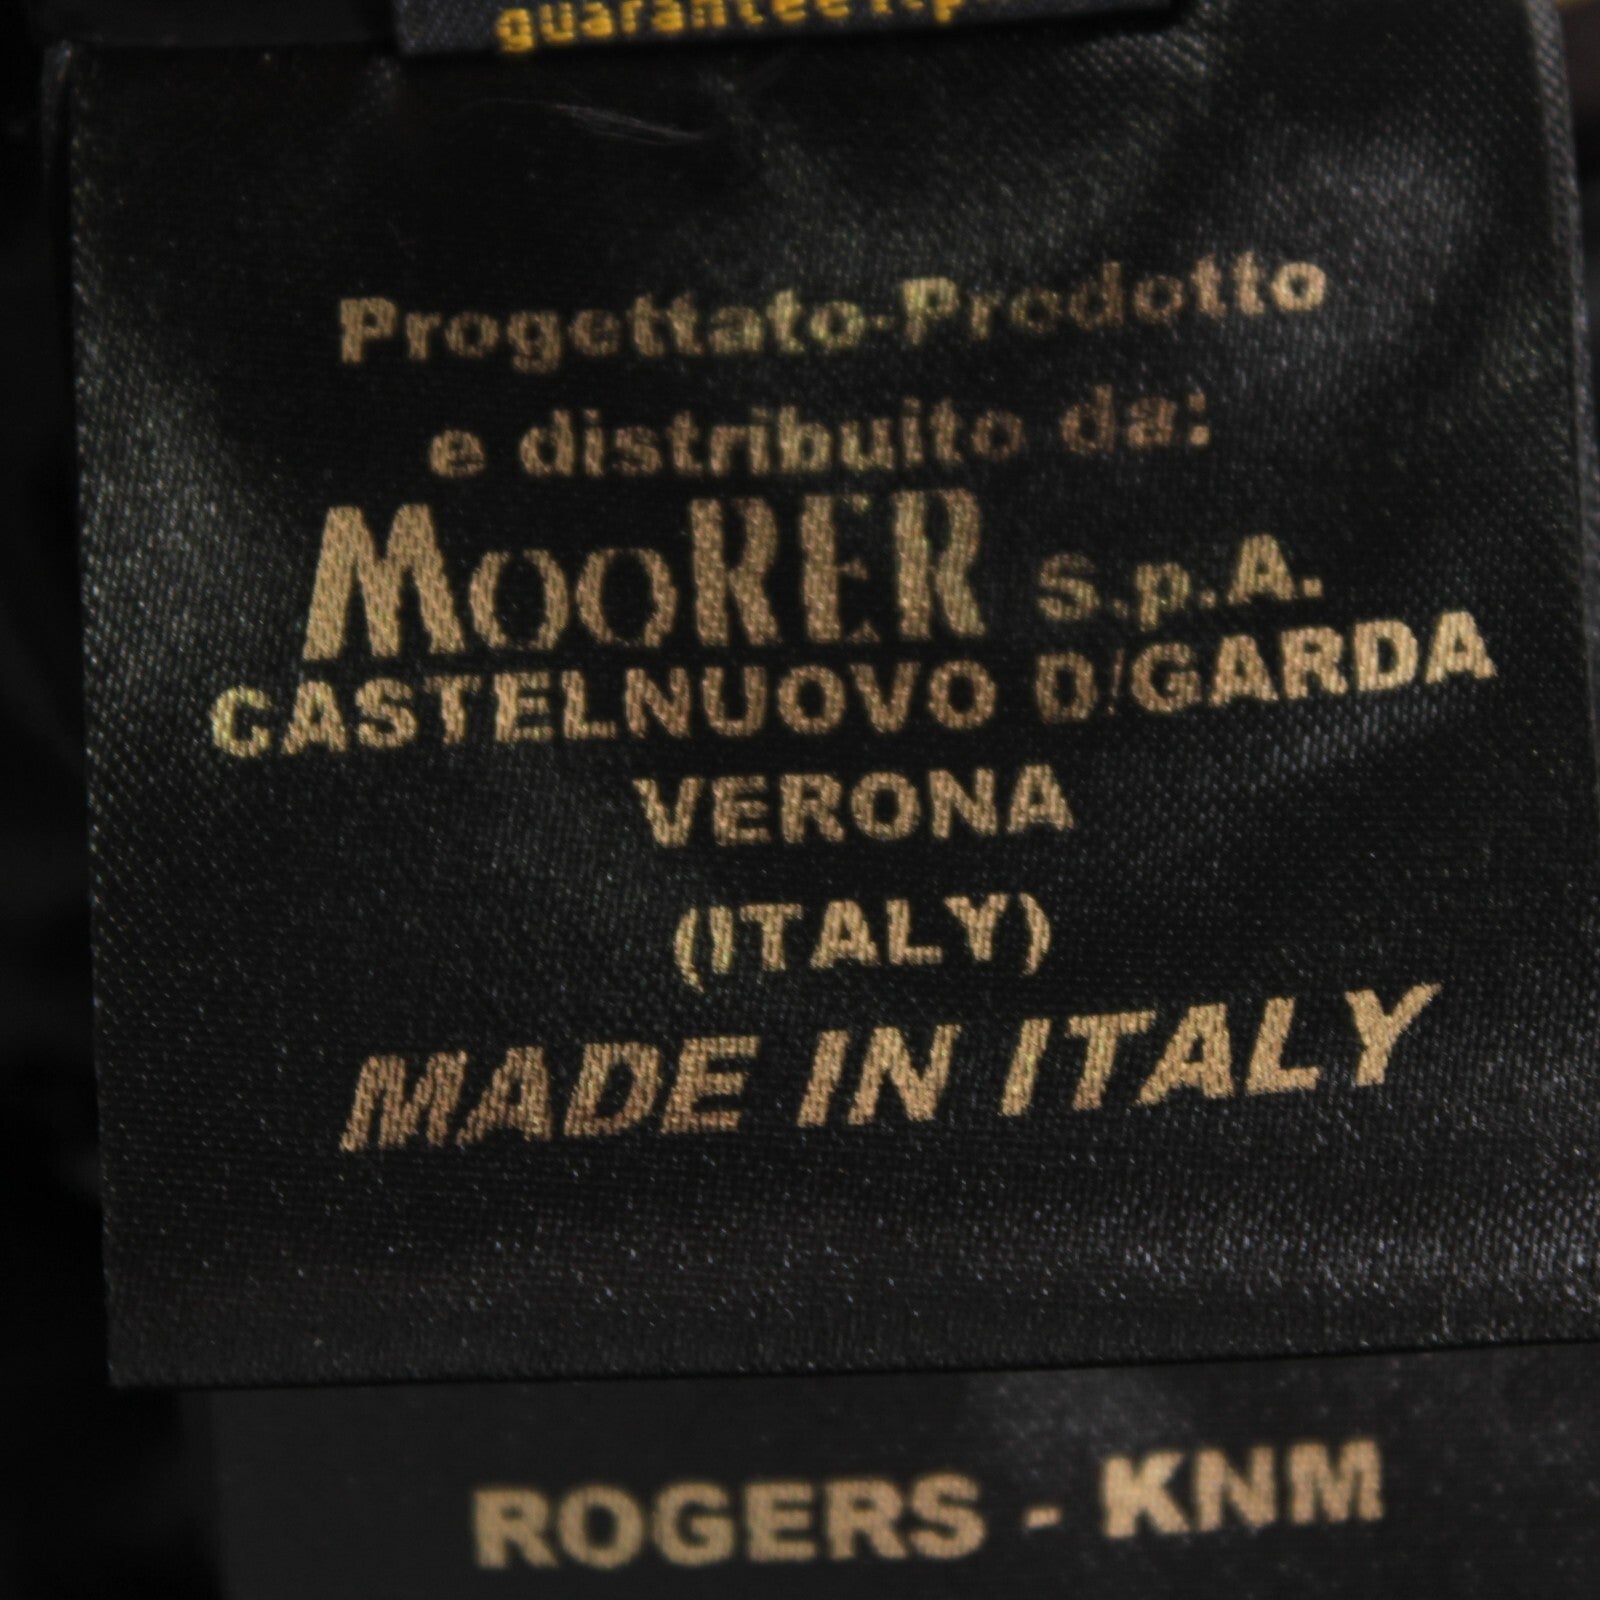 Progettato-Prodotto
e distribuito da:
MOORER S.p.A.
CASTELNUOVO D/GARDA
VERONA
(ITALY)
MADE IN ITALY
ROGERS - KNM